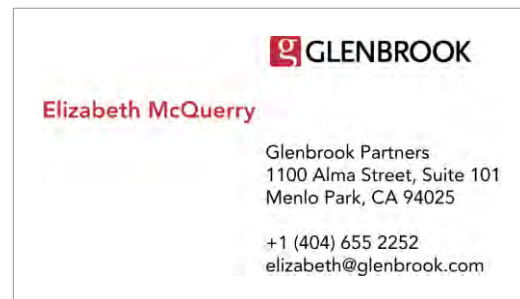 g GLENBROOK
Elizabeth McQuerry
Glenbrook Partners
1100 Alma Street, Suite 101
Menlo Park, CA 94025
+1 (404) 655 2252
elizabeth@glenbrook.com